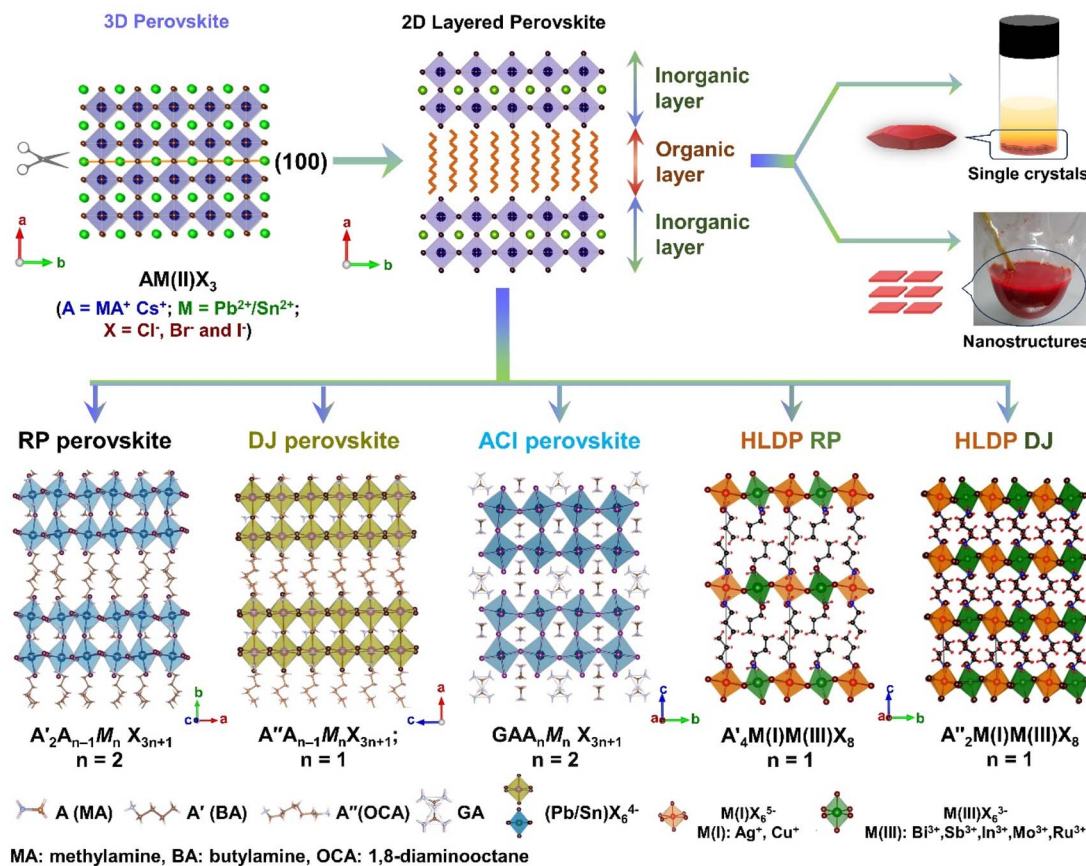 3D Perovskite
2D Layered Perovskite
Inorganic
layer
Organic
layer
Inorganic
layer
(100)
a
b
a
b
AM(II)X₃
(A = MA⁺ Cs⁺; M = Pb²⁺/Sn²⁺;
X = Cl⁻, Br⁻ and I⁻)
Single crystals
Nanostructures
RP perovskite
DJ perovskite
ACI perovskite
HLDP RP
HLDP DJ
b
c
a
a
c
c
a
b
c
a
b
A′₂Aₙ₋₁Mₙ X₃ₙ₊₁
n = 2
A″Aₙ₋₁MₙX₃ₙ₊₁;
n = 1
GAAₙMₙ X₃ₙ₊₁
n = 2
A′₄M(I)M(III)X₈
n = 1
A″₂M(I)M(III)X₈
n = 1
A (MA)
A′ (BA)
A″(OCA)
GA
(Pb/Sn)X₆⁴⁻
M(I)X₆⁵⁻
M(I): Ag⁺, Cu⁺
M(III)X₆³⁻
M(III): Bi³⁺,Sb³⁺,In³⁺,Mo³⁺,Ru³⁺
MA: methylamine, BA: butylamine, OCA: 1,8-diaminooctane